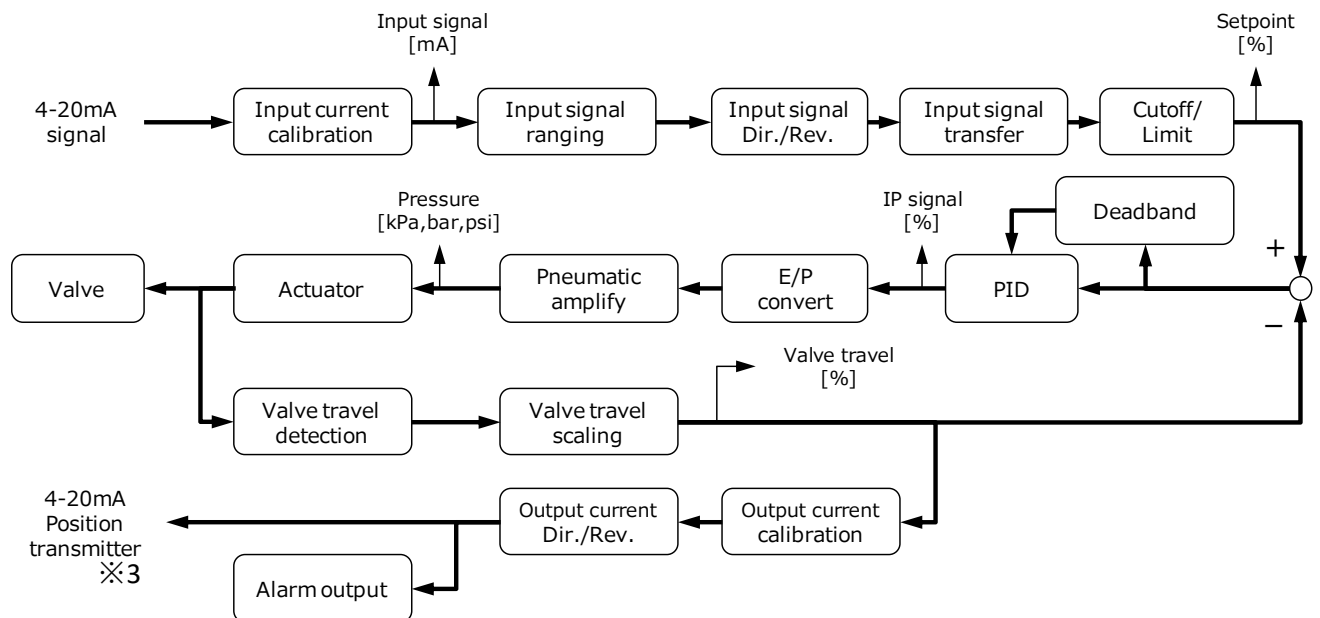 Input signal
[mA]
Setpoint
[%]
4-20mA
signal
Input current
calibration
Input signal
ranging
Input signal
Dir./Rev.
Input signal
transfer
Cutoff/
Limit
Pressure
[kPa,bar,psi]
IP signal
[%]
Deadband
+
Valve
Actuator
Pneumatic
amplify
E/P
convert
PID
−
Valve travel
[%]
Valve travel
detection
Valve travel
scaling
4-20mA
Position
transmitter
※3
Output current
Dir./Rev.
Output current
calibration
Alarm output